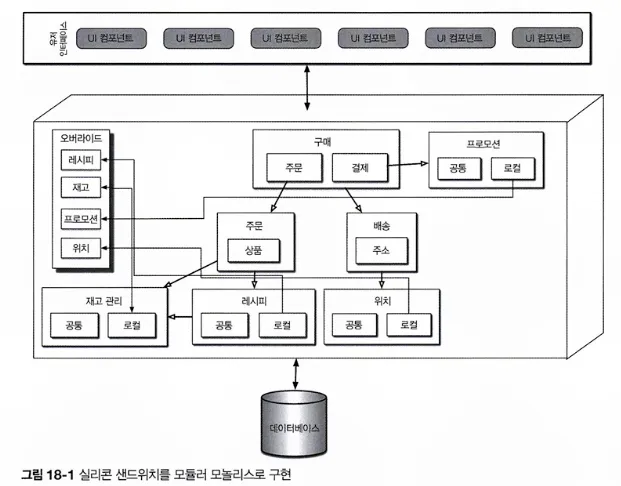 유저
인터페이스
UI 컴포넌트 UI 컴포넌트 UI 컴포넌트 UI 컴포넌트 UI 컴포넌트 UI 컴포넌트
오버라이드
레시피
재고
프로모션
위치
구매
주문 결제
프로모션
공통 로컬
주문
상품
배송
주소
재고 관리
공통 로컬
레시피
공통 로컬
위치
공통 로컬
데이터베이스
그림 18-1 실리콘 샌드위치를 모듈러 모놀리스로 구현